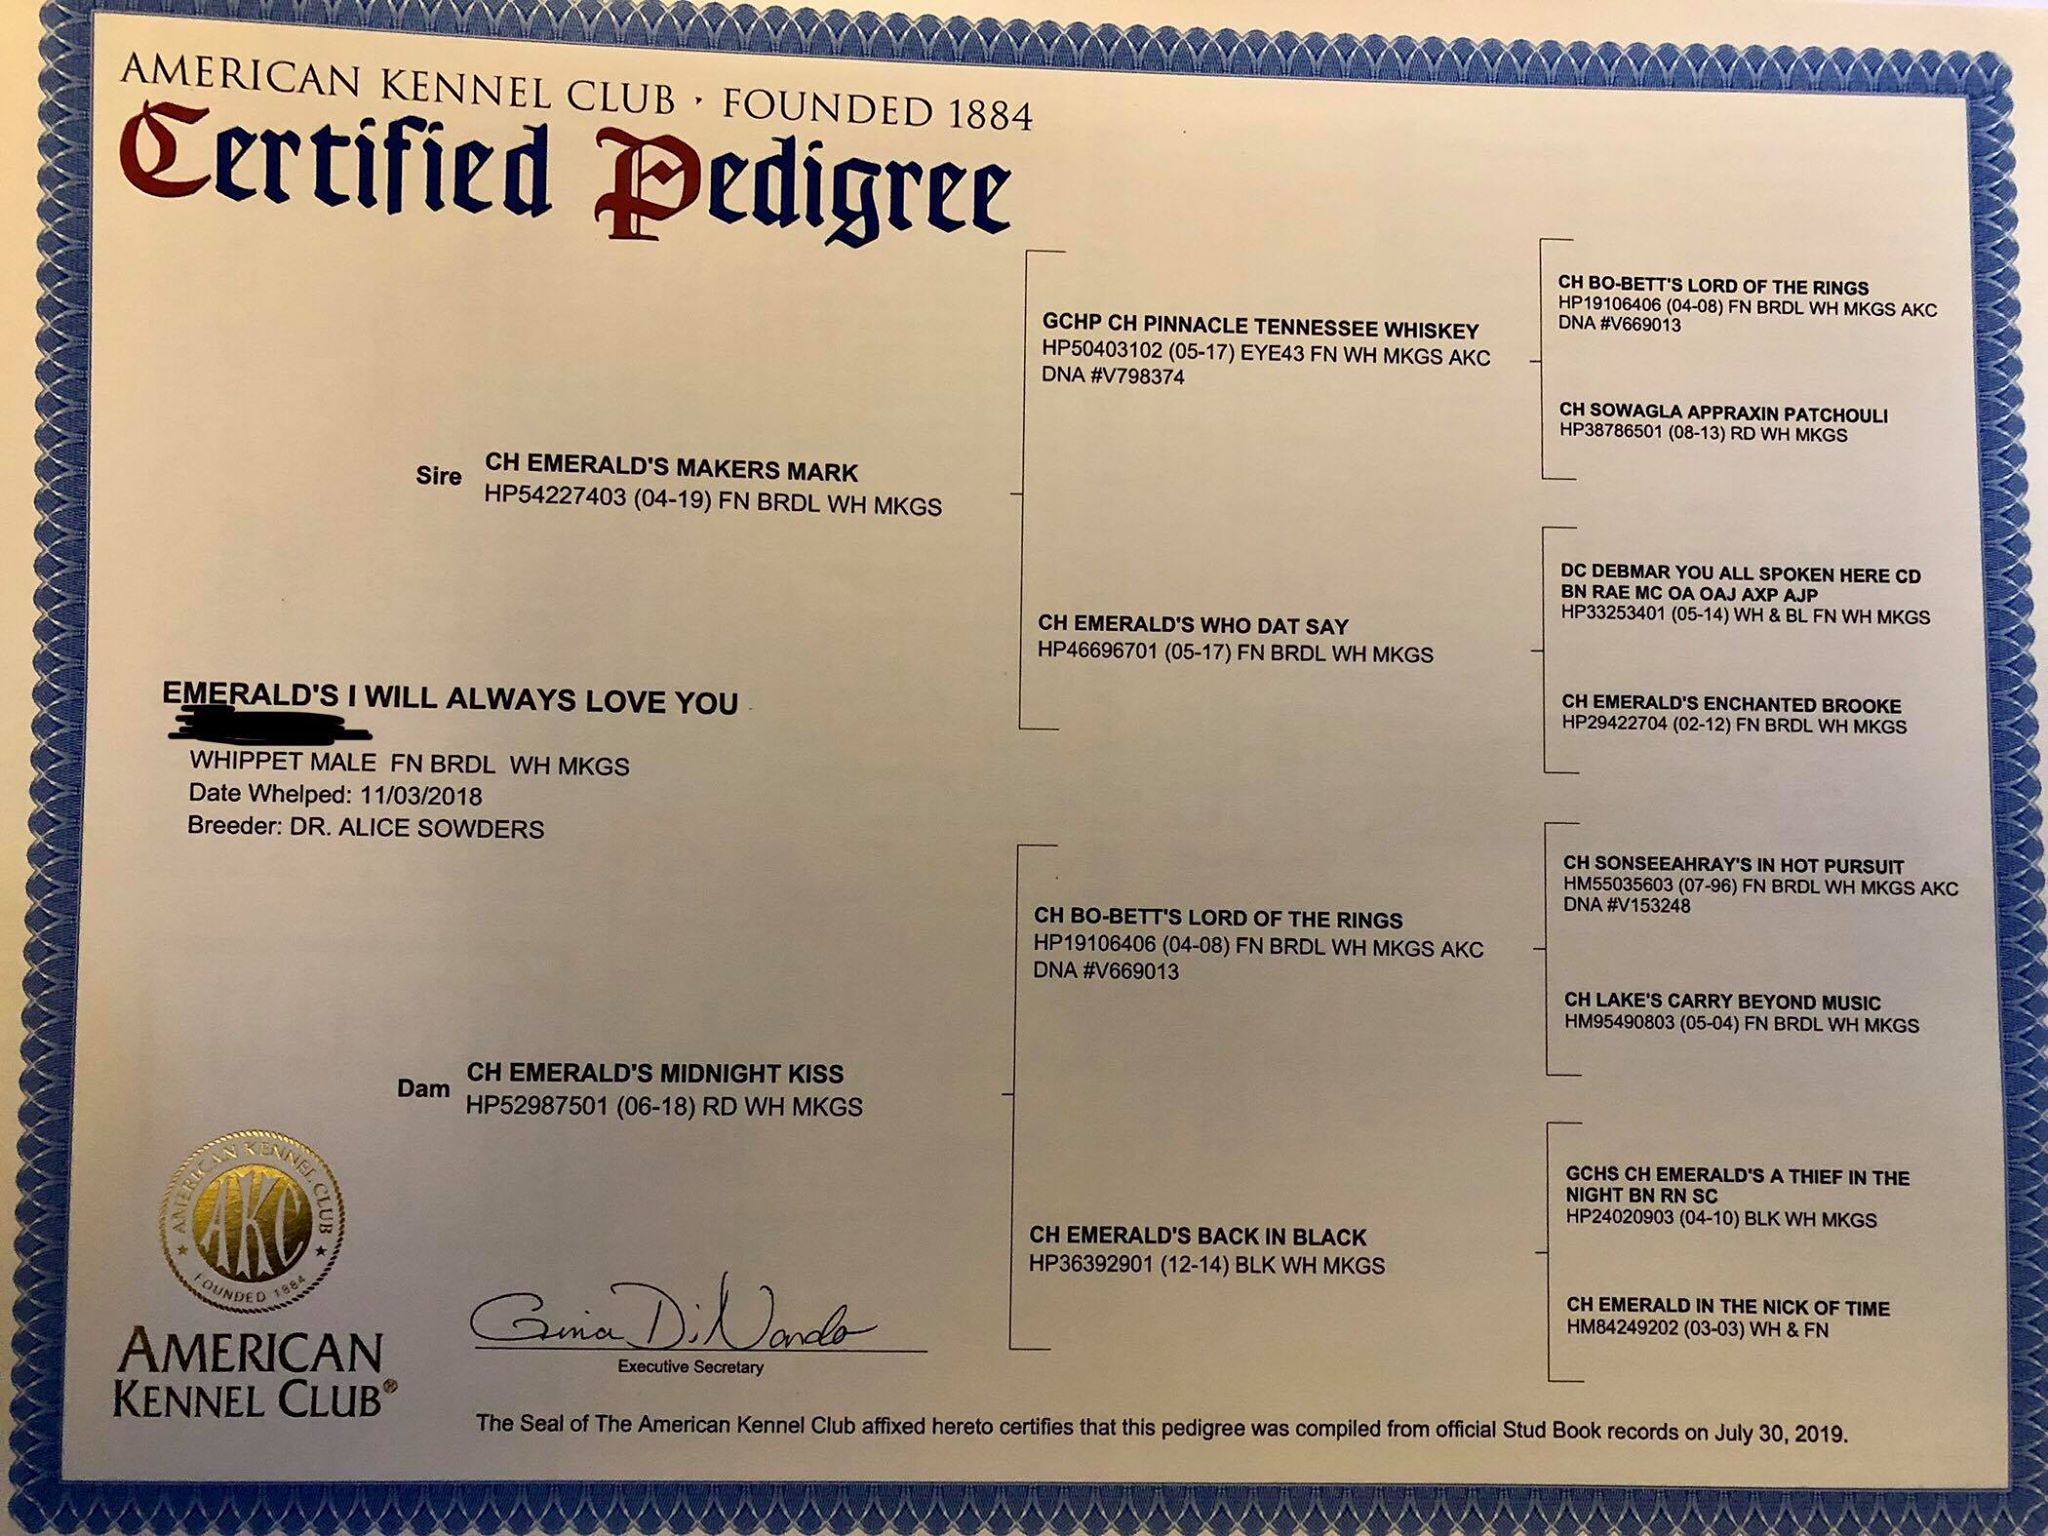 AMERICAN KENNEL CLUB · FOUNDED 1884
Certified Pedigree
CH BO-BETT'S LORD OF THE RINGS
HP19106406 (04-08) FN BRDL WH MKGS AKC
DNA #V669013
GCHP CH PINNACLE TENNESSEE WHISKEY
HP50403102 (05-17) EYE43 FN WH MKGS AKC
DNA #V798374
CH SOWAGLA APPRAXIN PATCHOULI
HP38786501 (08-13) RD WH MKGS
Sire CH EMERALD'S MAKERS MARK
HP54227403 (04-19) FN BRDL WH MKGS
DC DEBMAR YOU ALL SPOKEN HERE CD
BN RAE MC OA OAJ AXP AJP
HP33253401 (05-14) WH & BL FN WH MKGS
CH EMERALD'S WHO DAT SAY
HP46696701 (05-17) FN BRDL WH MKGS
CH EMERALD'S ENCHANTED BROOKE
HP29422704 (02-12) FN BRDL WH MKGS
EMERALD'S I WILL ALWAYS LOVE YOU
WHIPPET MALE FN BRDL WH MKGS
Date Whelped: 11/03/2018
Breeder: DR. ALICE SOWDERS
CH SONSEEAHRAY'S IN HOT PURSUIT
HM55035603 (07-96) FN BRDL WH MKGS AKC
DNA #V153248
CH BO-BETT'S LORD OF THE RINGS
HP19106406 (04-08) FN BRDL WH MKGS AKC
DNA #V669013
CH LAKE'S CARRY BEYOND MUSIC
HM95490803 (05-04) FN BRDL WH MKGS
Dam CH EMERALD'S MIDNIGHT KISS
HP52987501 (06-18) RD WH MKGS
GCHS CH EMERALD'S A THIEF IN THE
NIGHT BN RN SC
HP24020903 (04-10) BLK WH MKGS
CH EMERALD'S BACK IN BLACK
HP36392901 (12-14) BLK WH MKGS
CH EMERALD IN THE NICK OF TIME
HM84249202 (03-03) WH & FN
AMERICAN KENNEL CLUB
AKC
FOUNDED 1884
AMERICAN
KENNEL CLUB®
Gina DiNardo
Executive Secretary
The Seal of The American Kennel Club affixed hereto certifies that this pedigree was compiled from official Stud Book records on July 30, 2019.